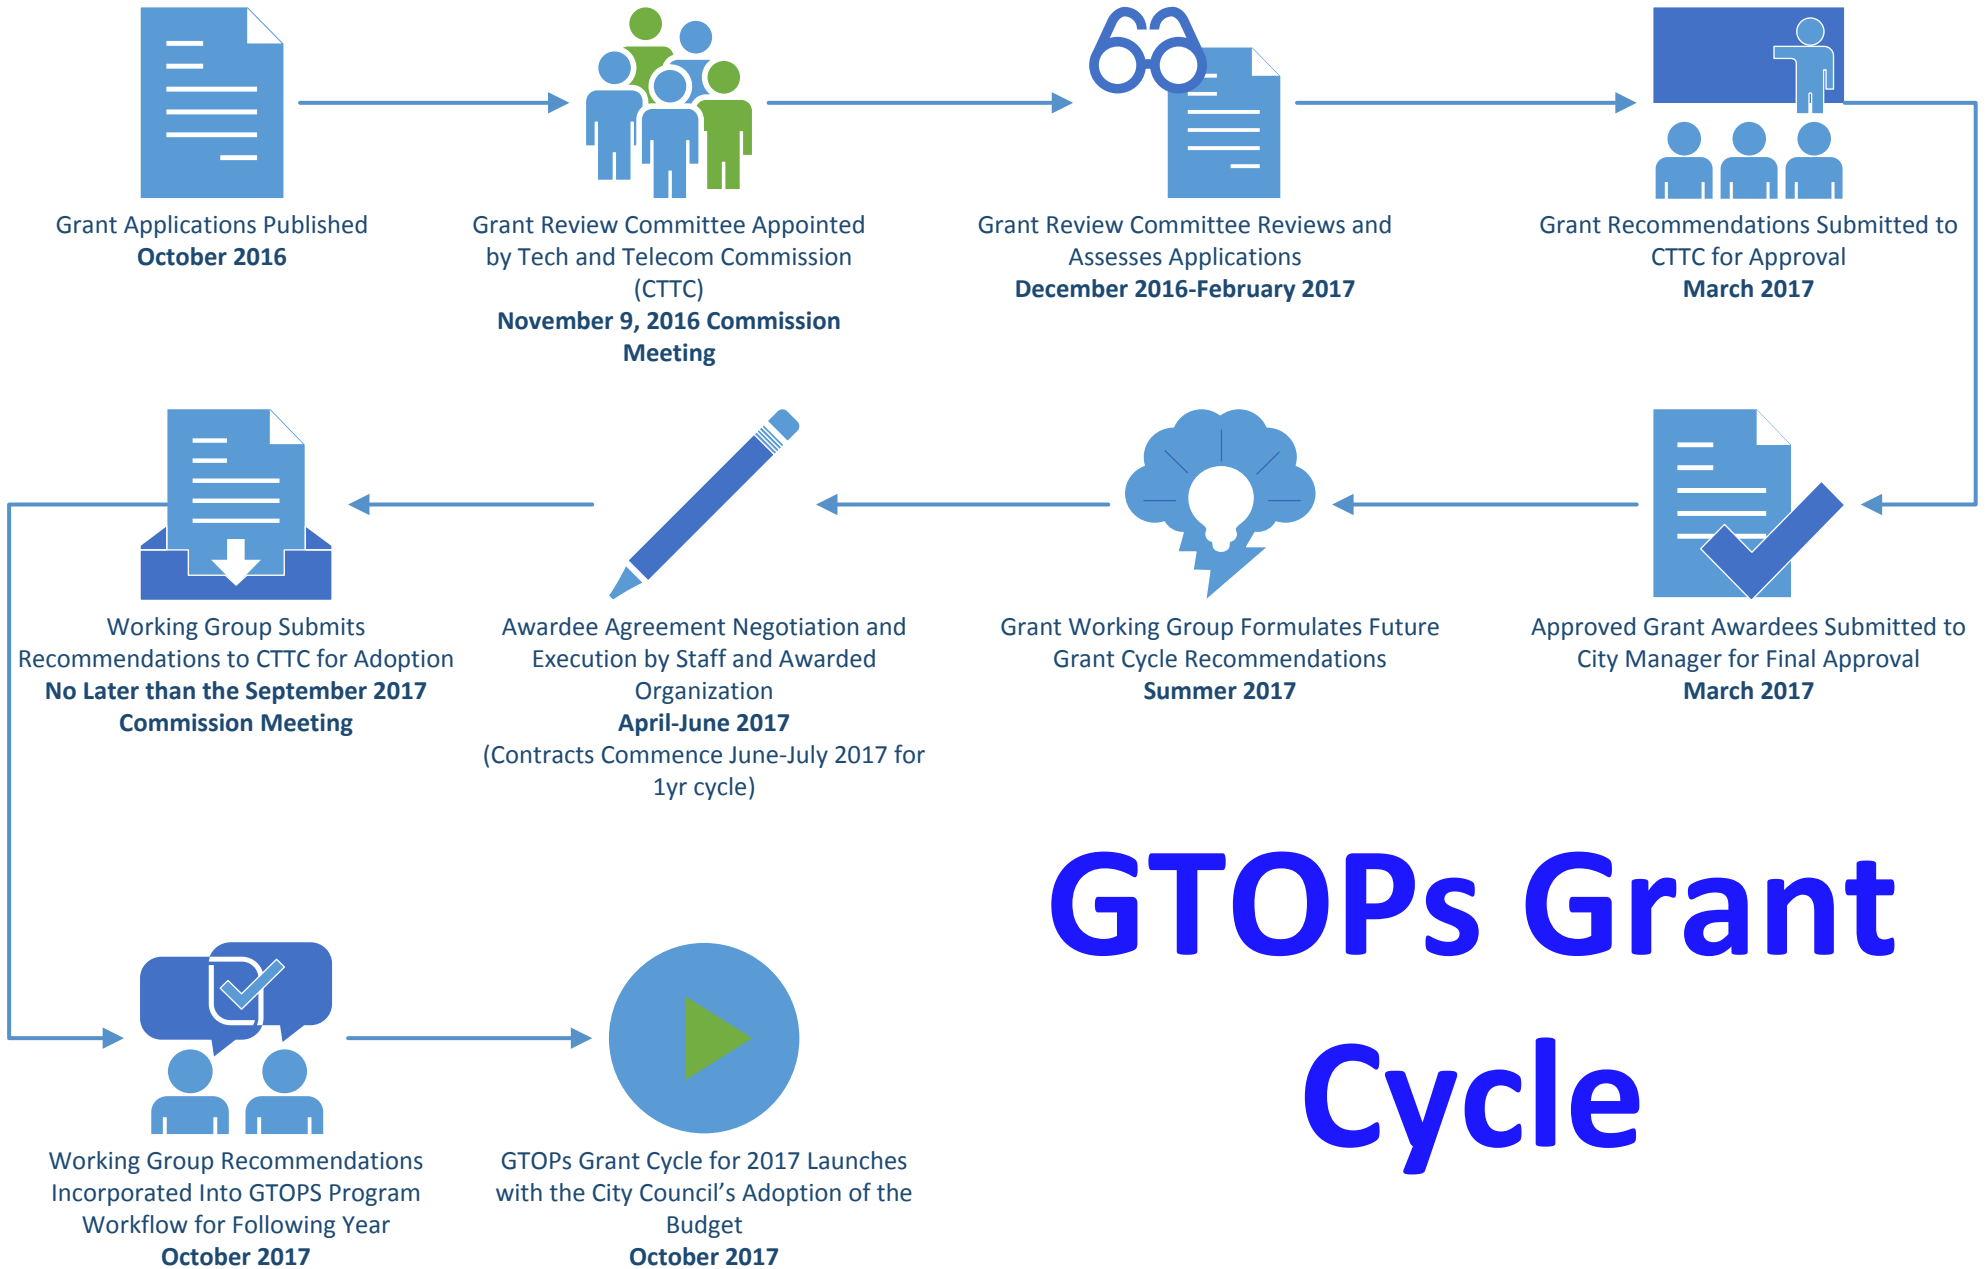 Grant Applications Published
October 2016
Grant Review Committee Appointed
by Tech and Telecom Commission
(CTTC)
November 9, 2016 Commission
Meeting
Grant Review Committee Reviews and
Assesses Applications
December 2016-February 2017
Grant Recommendations Submitted to
CTTC for Approval
March 2017
Approved Grant Awardees Submitted to
City Manager for Final Approval
March 2017
Grant Working Group Formulates Future
Grant Cycle Recommendations
Summer 2017
Awardee Agreement Negotiation and
Execution by Staff and Awarded
Organization
April-June 2017
(Contracts Commence June-July 2017 for
1yr cycle)
Working Group Submits
Recommendations to CTTC for Adoption
No Later than the September 2017
Commission Meeting
Working Group Recommendations
Incorporated Into GTOPS Program
Workflow for Following Year
October 2017
GTOPs Grant Cycle for 2017 Launches
with the City Council’s Adoption of the
Budget
October 2017
GTOPs Grant
Cycle